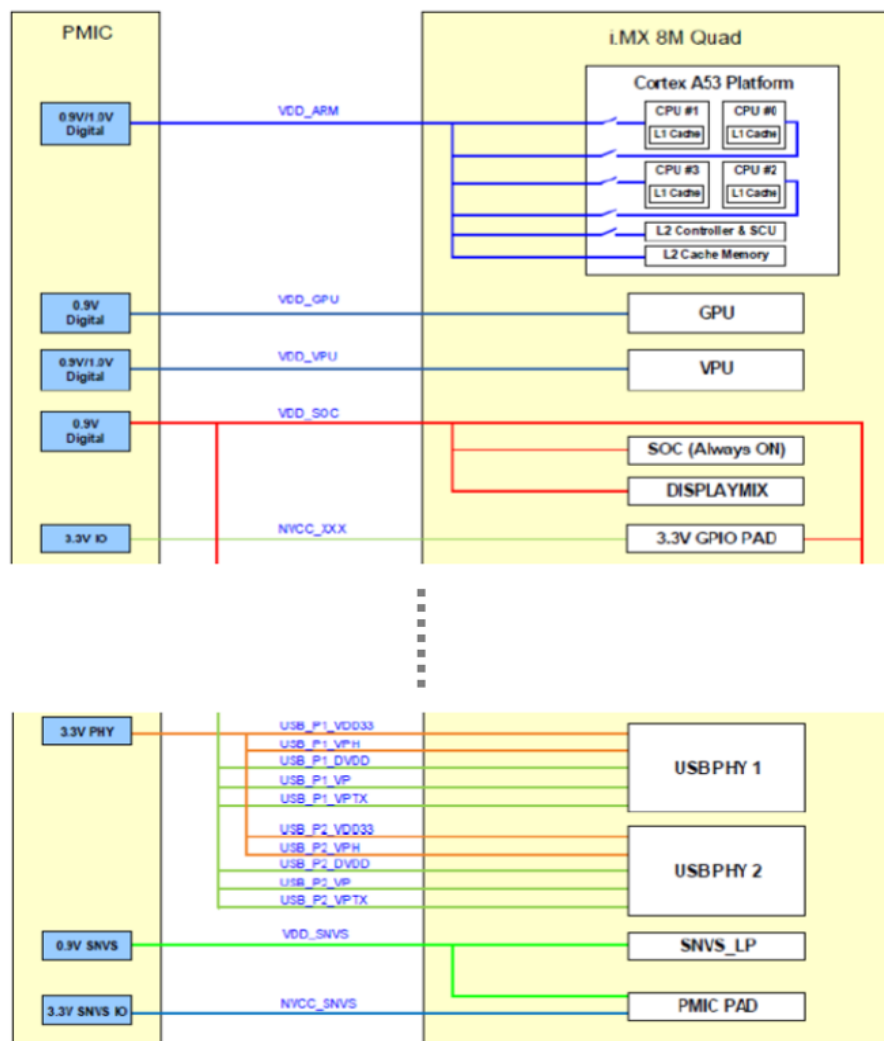 PMIC
i.MX 8M Quad
Cortex A53 Platform
0.9V/1.0V
Digital
VDD_ARM
CPU #1
L1 Cache
CPU #0
L1 Cache
CPU #3
L1 Cache
CPU #2
L1 Cache
L2 Controller & SCU
L2 Cache Memory
0.9V
Digital
VDD_GPU
GPU
0.9V/1.0V
Digital
VDD_VPU
VPU
0.9V
Digital
VDD_SOC
SOC (Always ON)
DISPLAYMIX
3.3V IO
NVCC_XXX
3.3V GPIO PAD
3.3V PHY
USB_P1_VDD33
USB_P1_VPH
USB_P1_DVDD
USB_P1_VP
USB_P1_VPTX
USB PHY 1
USB_P2_VDD33
USB_P2_VPH
USB_P2_DVDD
USB_P2_VP
USB_P2_VPTX
USB PHY 2
0.9V SNVS
VDD_SNVS
SNVS_LP
3.3V SNVS IO
NVCC_SNVS
PMIC PAD